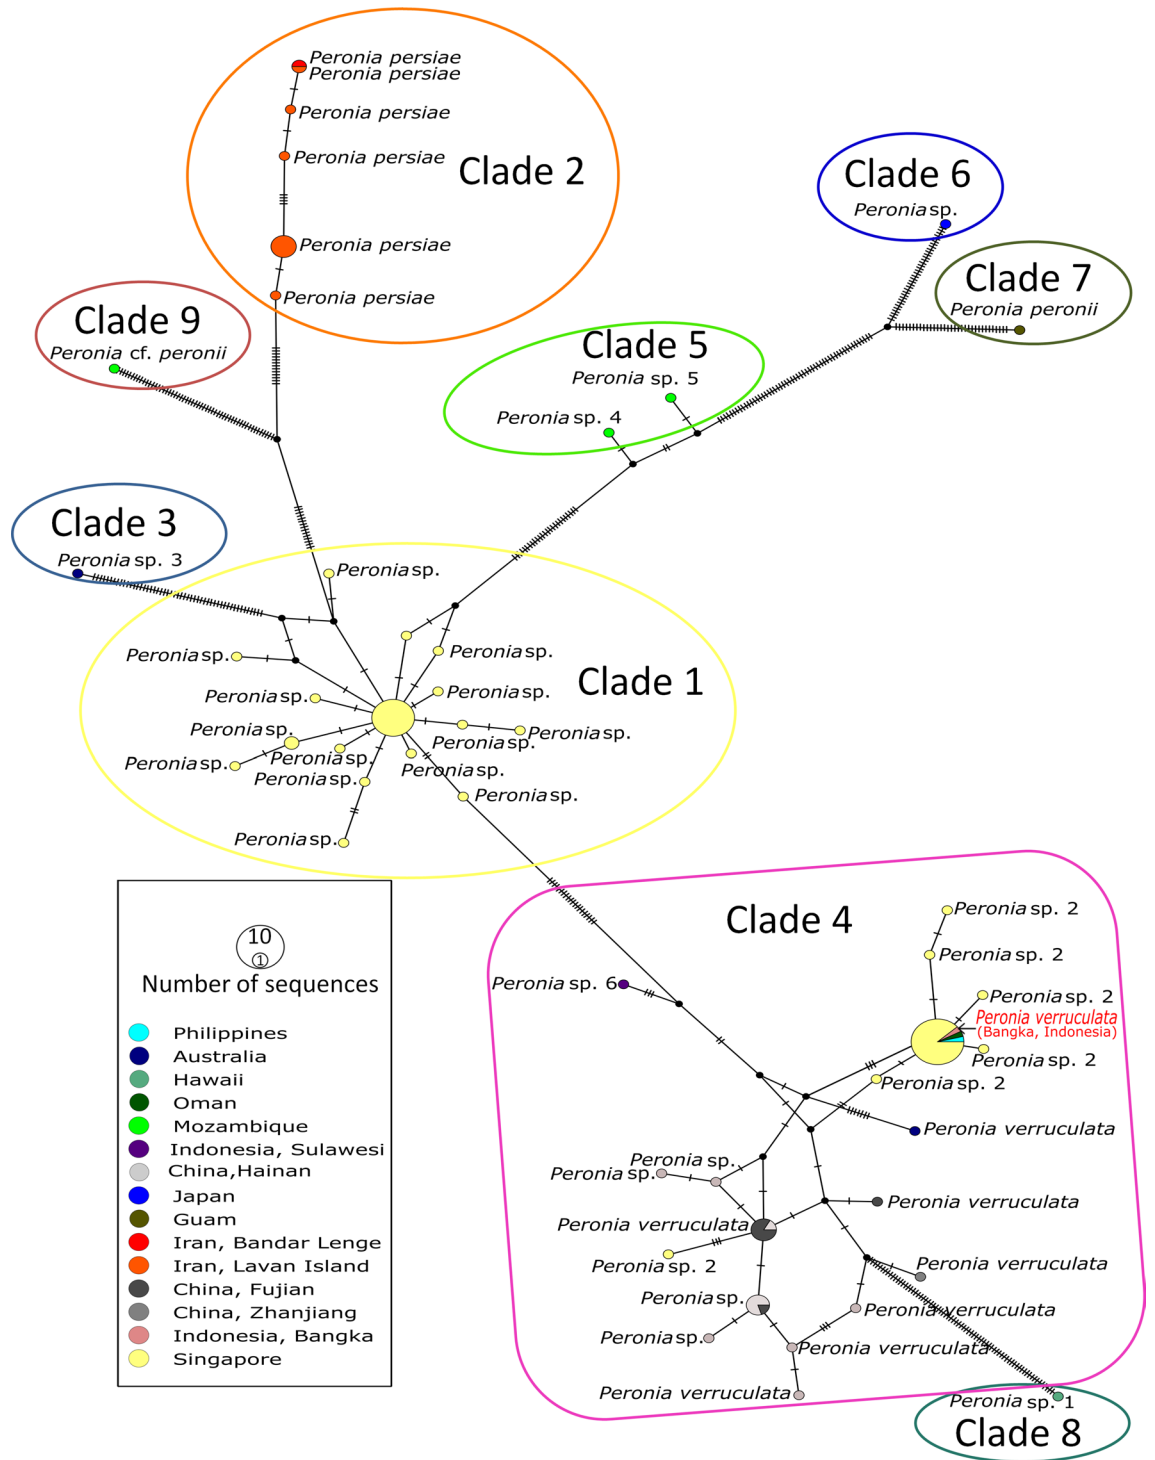 Peronia persiae
Peronia persiae
Peronia persiae
Peronia persiae
Clade 2
Peronia persiae
Peronia persiae
Clade 6
Peronia sp.
Clade 7
Peronia peronii
Clade 9
Peronia cf. peronii
Clade 5
Peronia sp. 5
Peronia sp. 4
Clade 3
Peronia sp. 3
Peronia sp.
Peronia sp.
Peronia sp.
Clade 1
Peronia sp.
Peronia sp.
Peronia sp.
Peronia sp.
Peronia sp.
Peronia sp.
Peronia sp.
Peronia sp.
Peronia sp.
Peronia sp.
Peronia sp.
Peronia sp.
10
1
Number of sequences
Philippines
Australia
Hawaii
Oman
Mozambique
Indonesia, Sulawesi
China,Hainan
Japan
Guam
Iran, Bandar Lenge
Iran, Lavan Island
China, Fujian
China, Zhanjiang
Indonesia, Bangka
Singapore
Clade 4
Peronia sp. 2
Peronia sp. 2
Peronia sp. 6
Peronia sp. 2
Peronia verruculata
(Bangka, Indonesia)
Peronia sp. 2
Peronia sp. 2
Peronia verruculata
Peronia sp.
Peronia sp.
Peronia verruculata
Peronia verruculata
Peronia sp. 2
Peronia verruculata
Peronia sp.
Peronia verruculata
Peronia sp.
Peronia verruculata
Peronia verruculata
Peronia sp. 1
Clade 8